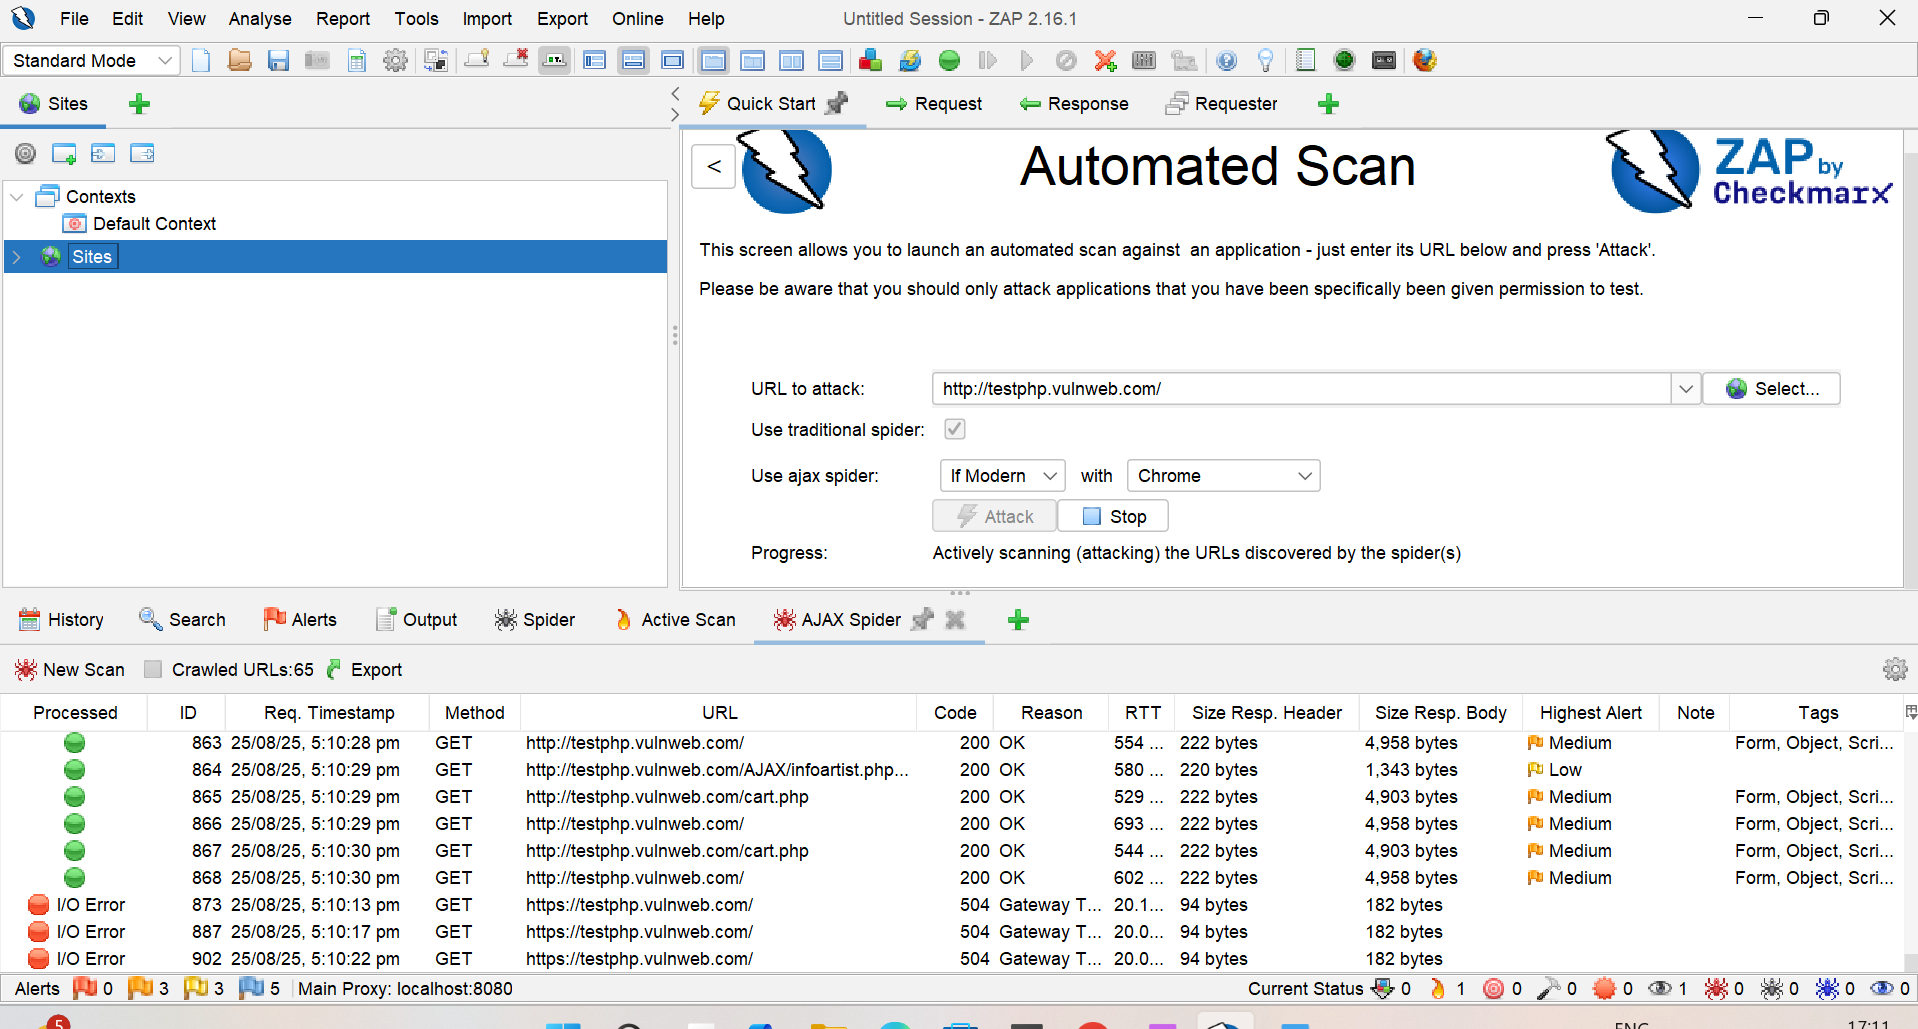 File Edit View Analyse Report Tools Import Export Online Help Untitled Session - ZAP 2.16.1
Standard Mode
Sites
Quick Start Request Response Requester
<
Automated Scan
ZAP by
Checkmarx
Contexts
Default Context
Sites
This screen allows you to launch an automated scan against  an application - just enter its URL below and press 'Attack'.
Please be aware that you should only attack applications that you have been specifically been given permission to test.
URL to attack: http://testphp.vulnweb.com/ Select...
Use traditional spider:
Use ajax spider: If Modern with Chrome
Attack Stop
Progress: Actively scanning (attacking) the URLs discovered by the spider(s)
History Search Alerts Output Spider Active Scan AJAX Spider
New Scan Crawled URLs:65 Export
Processed ID Req. Timestamp Method URL Code Reason RTT Size Resp. Header Size Resp. Body Highest Alert Note Tags
863 25/08/25, 5:10:28 pm GET http://testphp.vulnweb.com/ 200 OK 554 ... 222 bytes 4,958 bytes Medium Form, Object, Scri...
864 25/08/25, 5:10:29 pm GET http://testphp.vulnweb.com/AJAX/infoartist.php... 200 OK 580 ... 220 bytes 1,343 bytes Low
865 25/08/25, 5:10:29 pm GET http://testphp.vulnweb.com/cart.php 200 OK 529 ... 222 bytes 4,903 bytes Medium Form, Object, Scri...
866 25/08/25, 5:10:29 pm GET http://testphp.vulnweb.com/ 200 OK 693 ... 222 bytes 4,958 bytes Medium Form, Object, Scri...
867 25/08/25, 5:10:30 pm GET http://testphp.vulnweb.com/cart.php 200 OK 544 ... 222 bytes 4,903 bytes Medium Form, Object, Scri...
868 25/08/25, 5:10:30 pm GET http://testphp.vulnweb.com/ 200 OK 602 ... 222 bytes 4,958 bytes Medium Form, Object, Scri...
I/O Error 873 25/08/25, 5:10:13 pm GET https://testphp.vulnweb.com/ 504 Gateway T... 20.1... 94 bytes 182 bytes
I/O Error 887 25/08/25, 5:10:17 pm GET https://testphp.vulnweb.com/ 504 Gateway T... 20.0... 94 bytes 182 bytes
I/O Error 902 25/08/25, 5:10:22 pm GET https://testphp.vulnweb.com/ 504 Gateway T... 20.0... 94 bytes 182 bytes
Alerts 0 3 3 5 Main Proxy: localhost:8080 Current Status 0 1 0 0 0 1 0 0 0 0
5 ENG 17:11